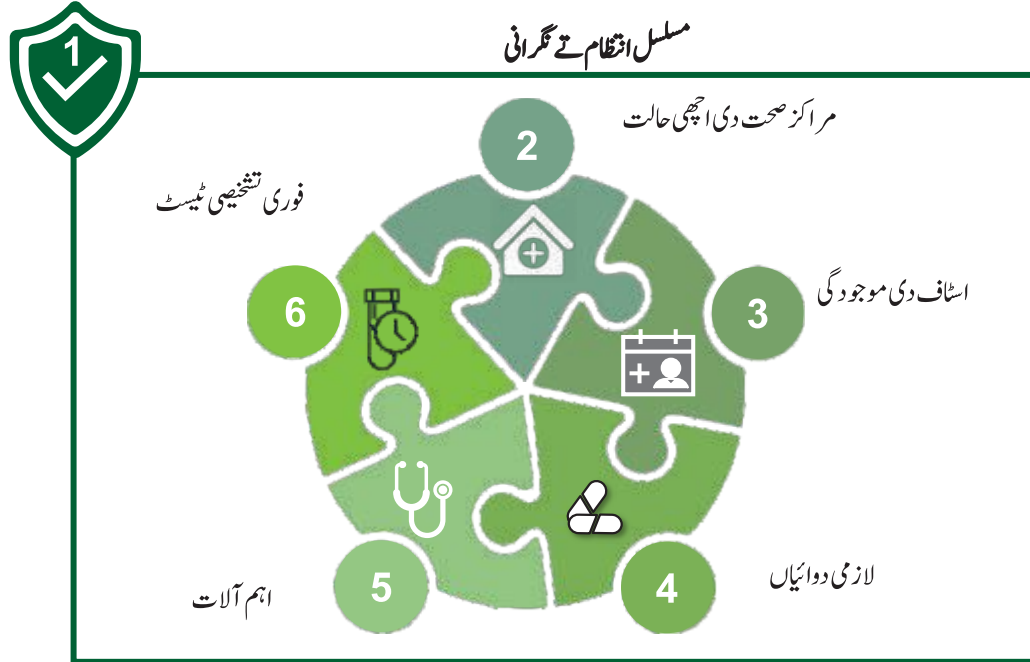 1
مسلسل انتظام تے نگرانی
2
مراکز صحت دی اچھی حالت
3
اسٹاف دی موجودگی
4
لازمی دوائیاں
5
اہم آلات
6
فوری تشخیصی ٹیسٹ